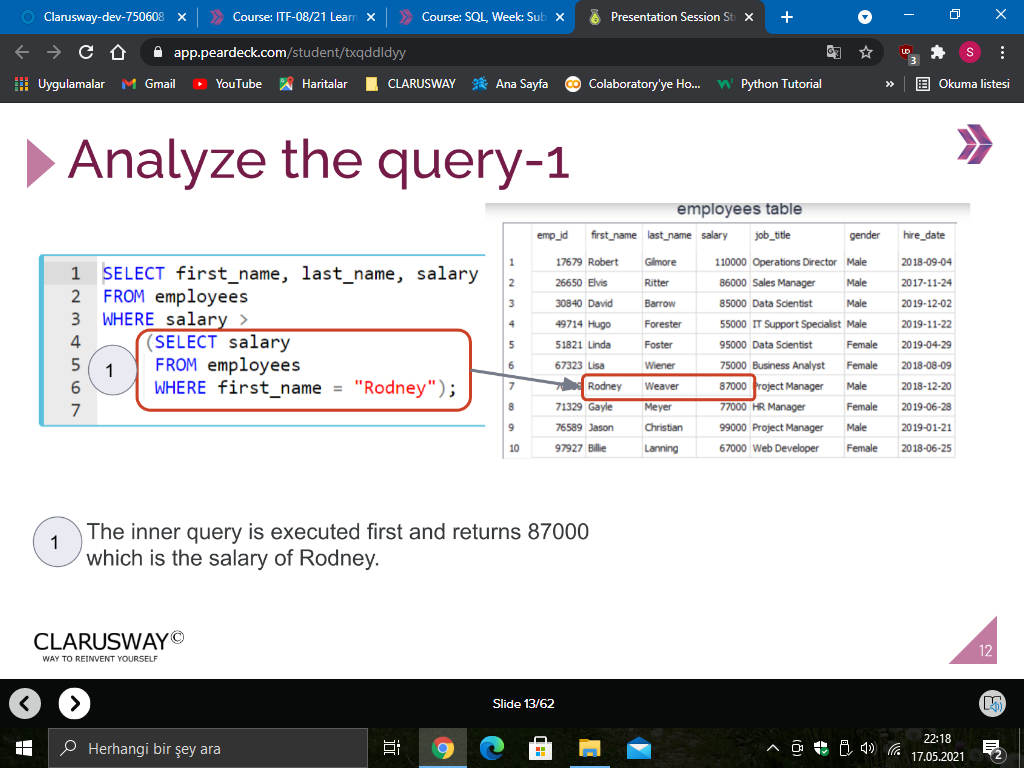 Clarusway-dev-750608
Course: ITF-08/21 Learn
Course: SQL, Week: Sub
Presentation Session St
app.peardeck.com/student/txqddldyy
3
S
Uygulamalar
Gmail
YouTube
Haritalar
CLARUSWAY
Ana Sayfa
Colaboratory'ye Ho...
Python Tutorial
»
Okuma listesi
Analyze the query-1
1 SELECT first_name, last_name, salary
2 FROM employees
3 WHERE salary >
4 (SELECT salary
5 FROM employees
6 WHERE first_name = "Rodney");
7
1
employees table
emp_id first_name last_name salary job_title gender hire_date
1 17679 Robert Gilmore 110000 Operations Director Male 2018-09-04
2 26650 Elvis Ritter 86000 Sales Manager Male 2017-11-24
3 30840 David Barrow 85000 Data Scientist Male 2019-12-02
4 49714 Hugo Forester 55000 IT Support Specialist Male 2019-11-22
5 51821 Linda Foster 95000 Data Scientist Female 2019-04-29
6 67323 Lisa Wiener 75000 Business Analyst Female 2018-08-09
7 Rodney Weaver 87000 Project Manager Male 2018-12-20
8 71329 Gayle Meyer 77000 HR Manager Female 2019-06-28
9 76589 Jason Christian 99000 Project Manager Male 2019-01-21
10 97927 Billie Lanning 67000 Web Developer Female 2018-06-25
1
The inner query is executed first and returns 87000
which is the salary of Rodney.
CLARUSWAY©
WAY TO REINVENT YOURSELF
12
Slide 13/62
Herhangi bir şey ara
22:18
17.05.2021
2